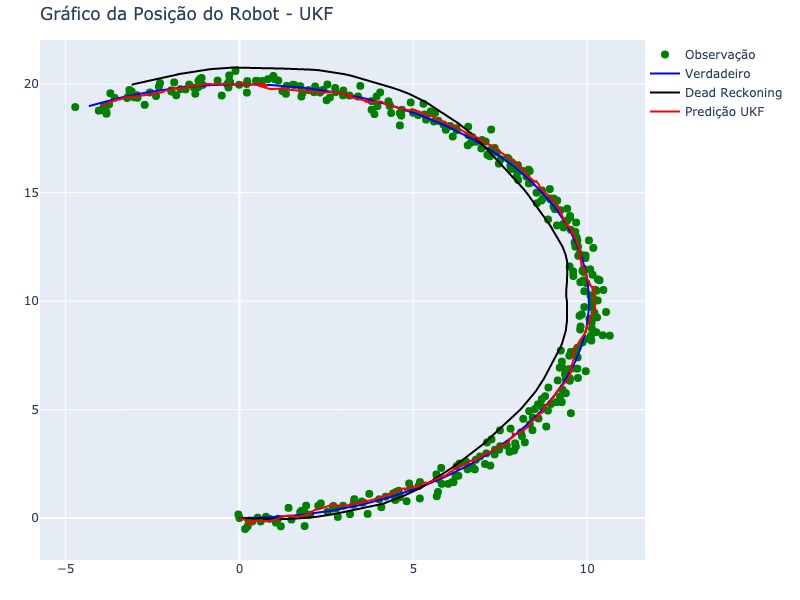 Gráfico da Posição do Robot - UKF
Observação
Verdadeiro
Dead Reckoning
Predição UKF
20
15
10
5
0
−5
0
5
10